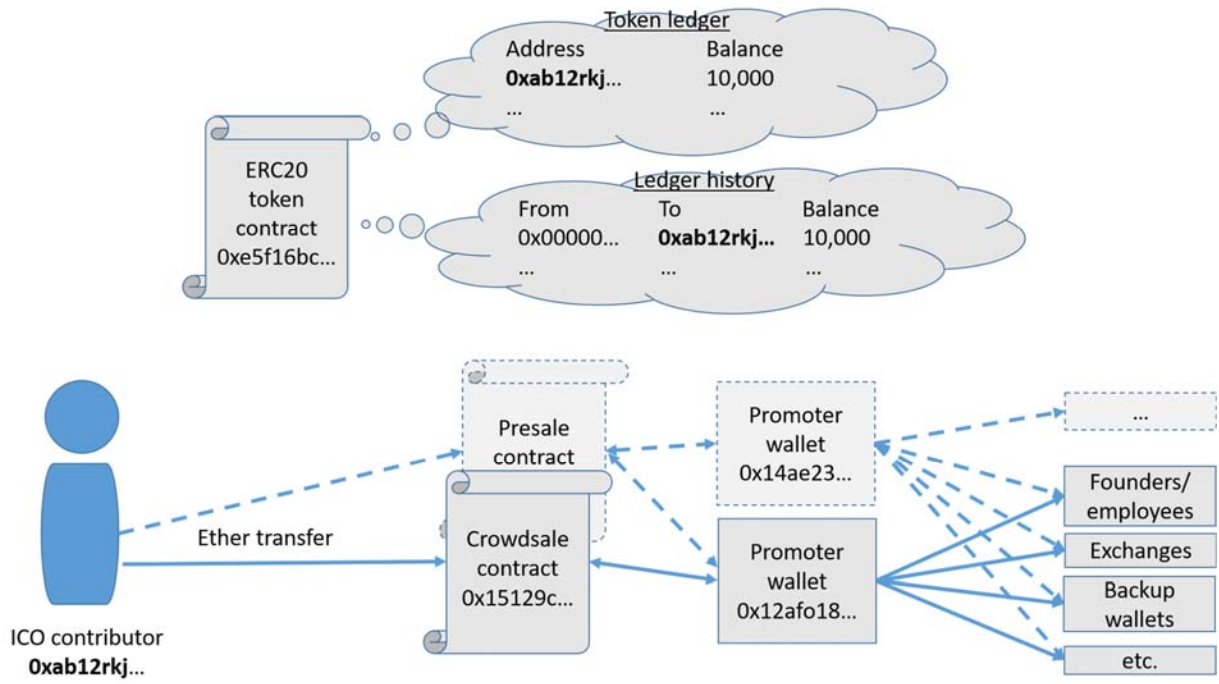 Token ledger
Address Balance
0xab12rkj... 10,000
... ...
ERC20
token
contract
0xe5f16bc...
Ledger history
From To Balance
0x00000... 0xab12rkj... 10,000
... ... ...
ICO contributor
0xab12rkj...
Ether transfer
Presale
contract
Crowdsale
contract
0x15129c...
Promoter
wallet
0x14ae23...
Promoter
wallet
0x12afo18...
...
Founders/
employees
Exchanges
Backup
wallets
etc.